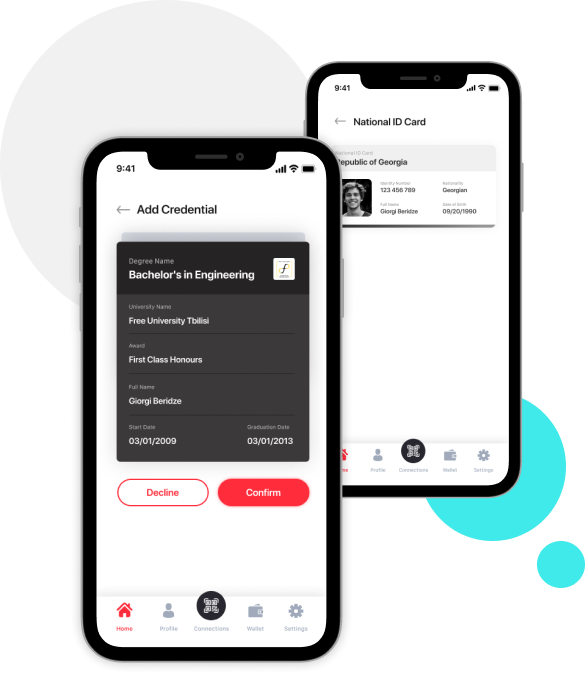 9:41
National ID Card
National ID Card
Republic of Georgia
Identity Number
Nationality
123 456 789
Georgian
Full Name
Date of Birth
Giorgi Beridze
09/20/1990
Profile
Connections
Wallet
Settings
9:41
Add Credential
Degree Name
Bachelor's in Engineering
University Name
Free University Tbilisi
Award
First Class Honours
Full Name
Giorgi Beridze
Start Date
Graduation Date
03/01/2009
03/01/2013
Decline
Confirm
Home
Profile
Connections
Wallet
Settings